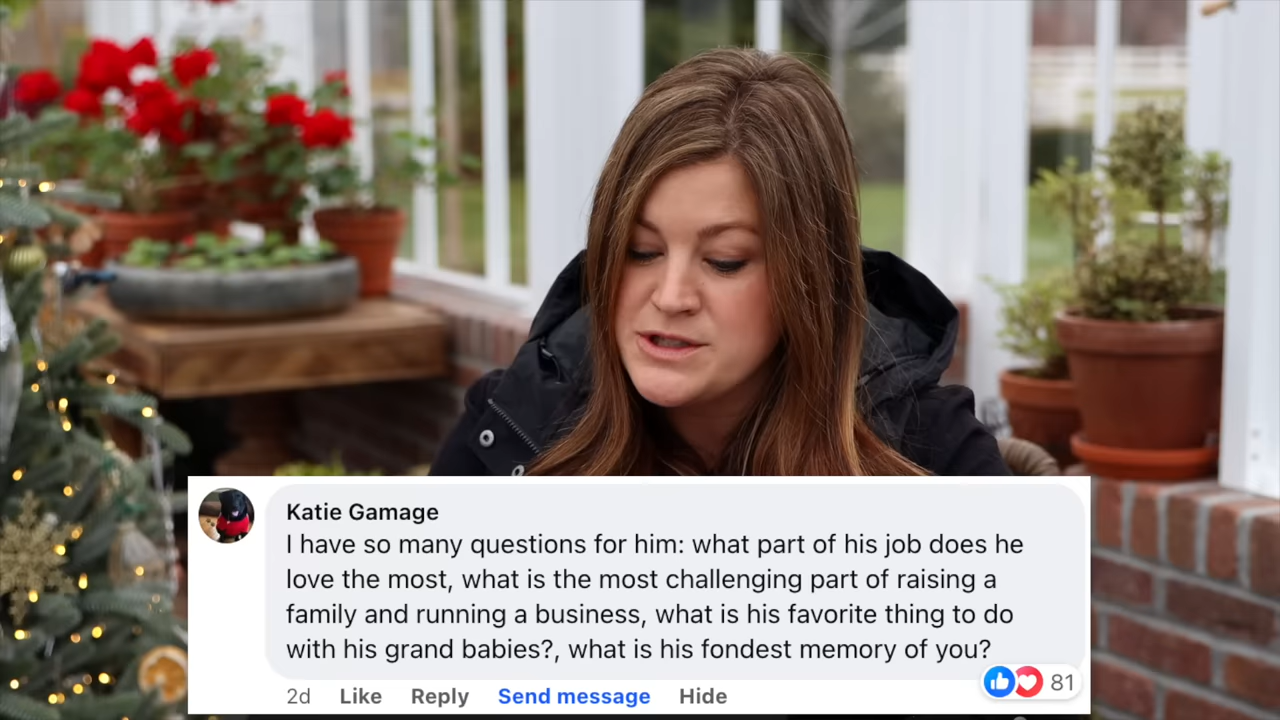 Katie Gamage
I have so many questions for him: what part of his job does he
love the most, what is the most challenging part of raising a
family and running a business, what is his favorite thing to do
with his grand babies?, what is his fondest memory of you?
81
2d Like Reply Send message Hide